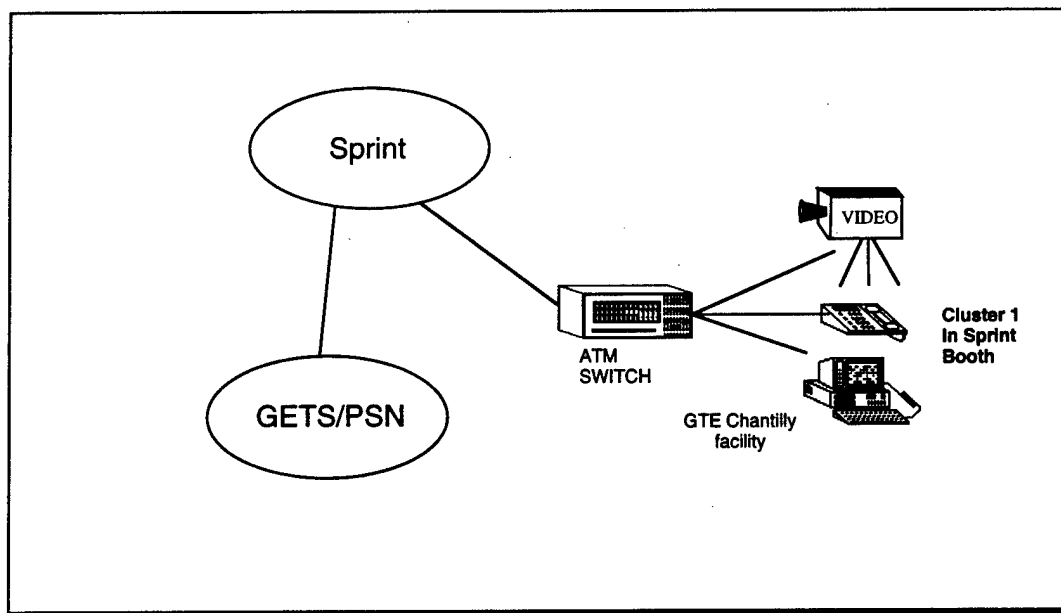 Sprint
VIDEO
GETS/PSN
ATM
SWITCH
Cluster 1
In Sprint
Booth
GTE Chantilly
facility